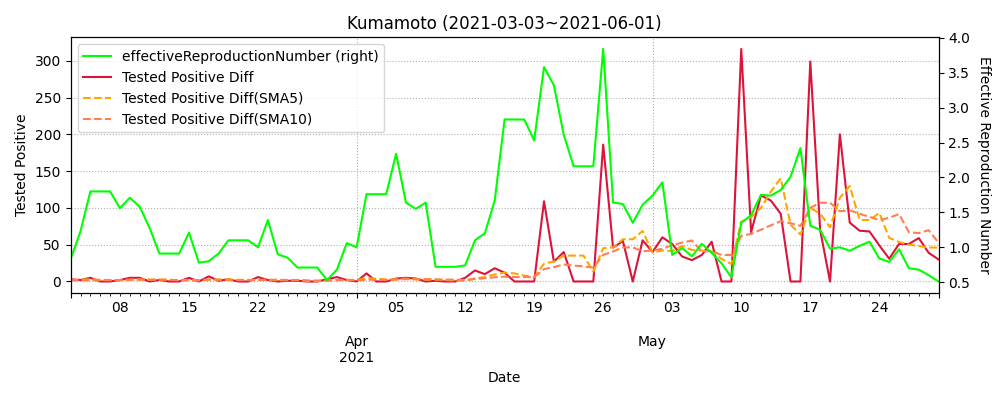 Kumamoto (2021-03-03~2021-06-01)
effectiveReproductionNumber (right)
Tested Positive Diff
Tested Positive Diff(SMA5)
Tested Positive Diff(SMA10)
Tested Positive
300
250
200
150
100
50
0
4.0
3.5
3.0
2.5
2.0
1.5
1.0
0.5
Effective Reproduction Number
08 15 22 29 05 12 19 26 03 10 17 24
Apr May
2021
Date